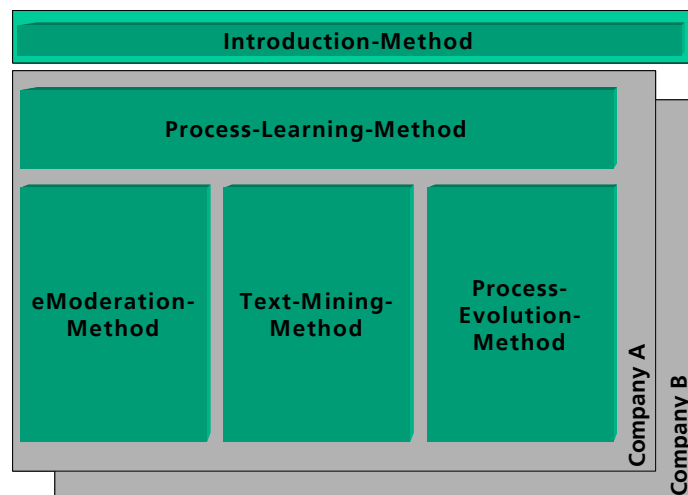 Introduction-Method
Process-Learning-Method
eModeration-
Method
Text-Mining-
Method
Process-
Evolution-
Method
Company A
Company B